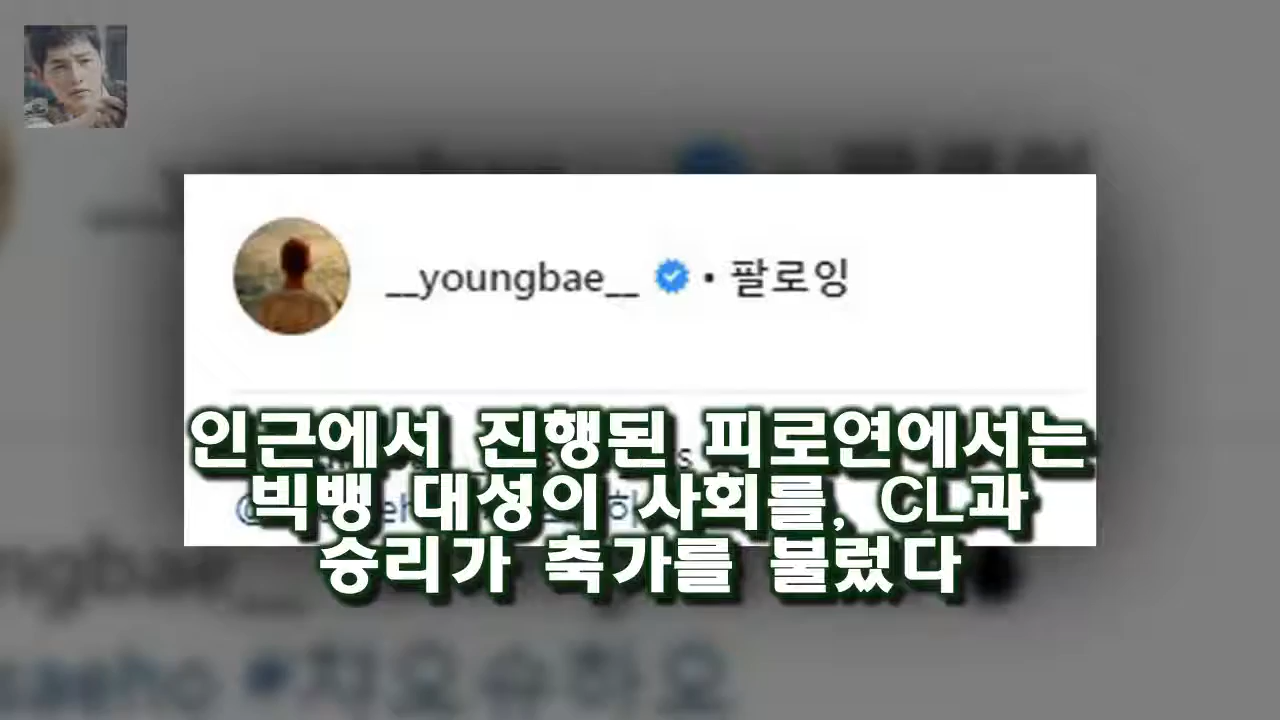 __youngbae__ • 팔로잉
인근에서 진행된 피로연에서는
빅뱅 대성이 사회를, CL과
승리가 축가를 불렀다